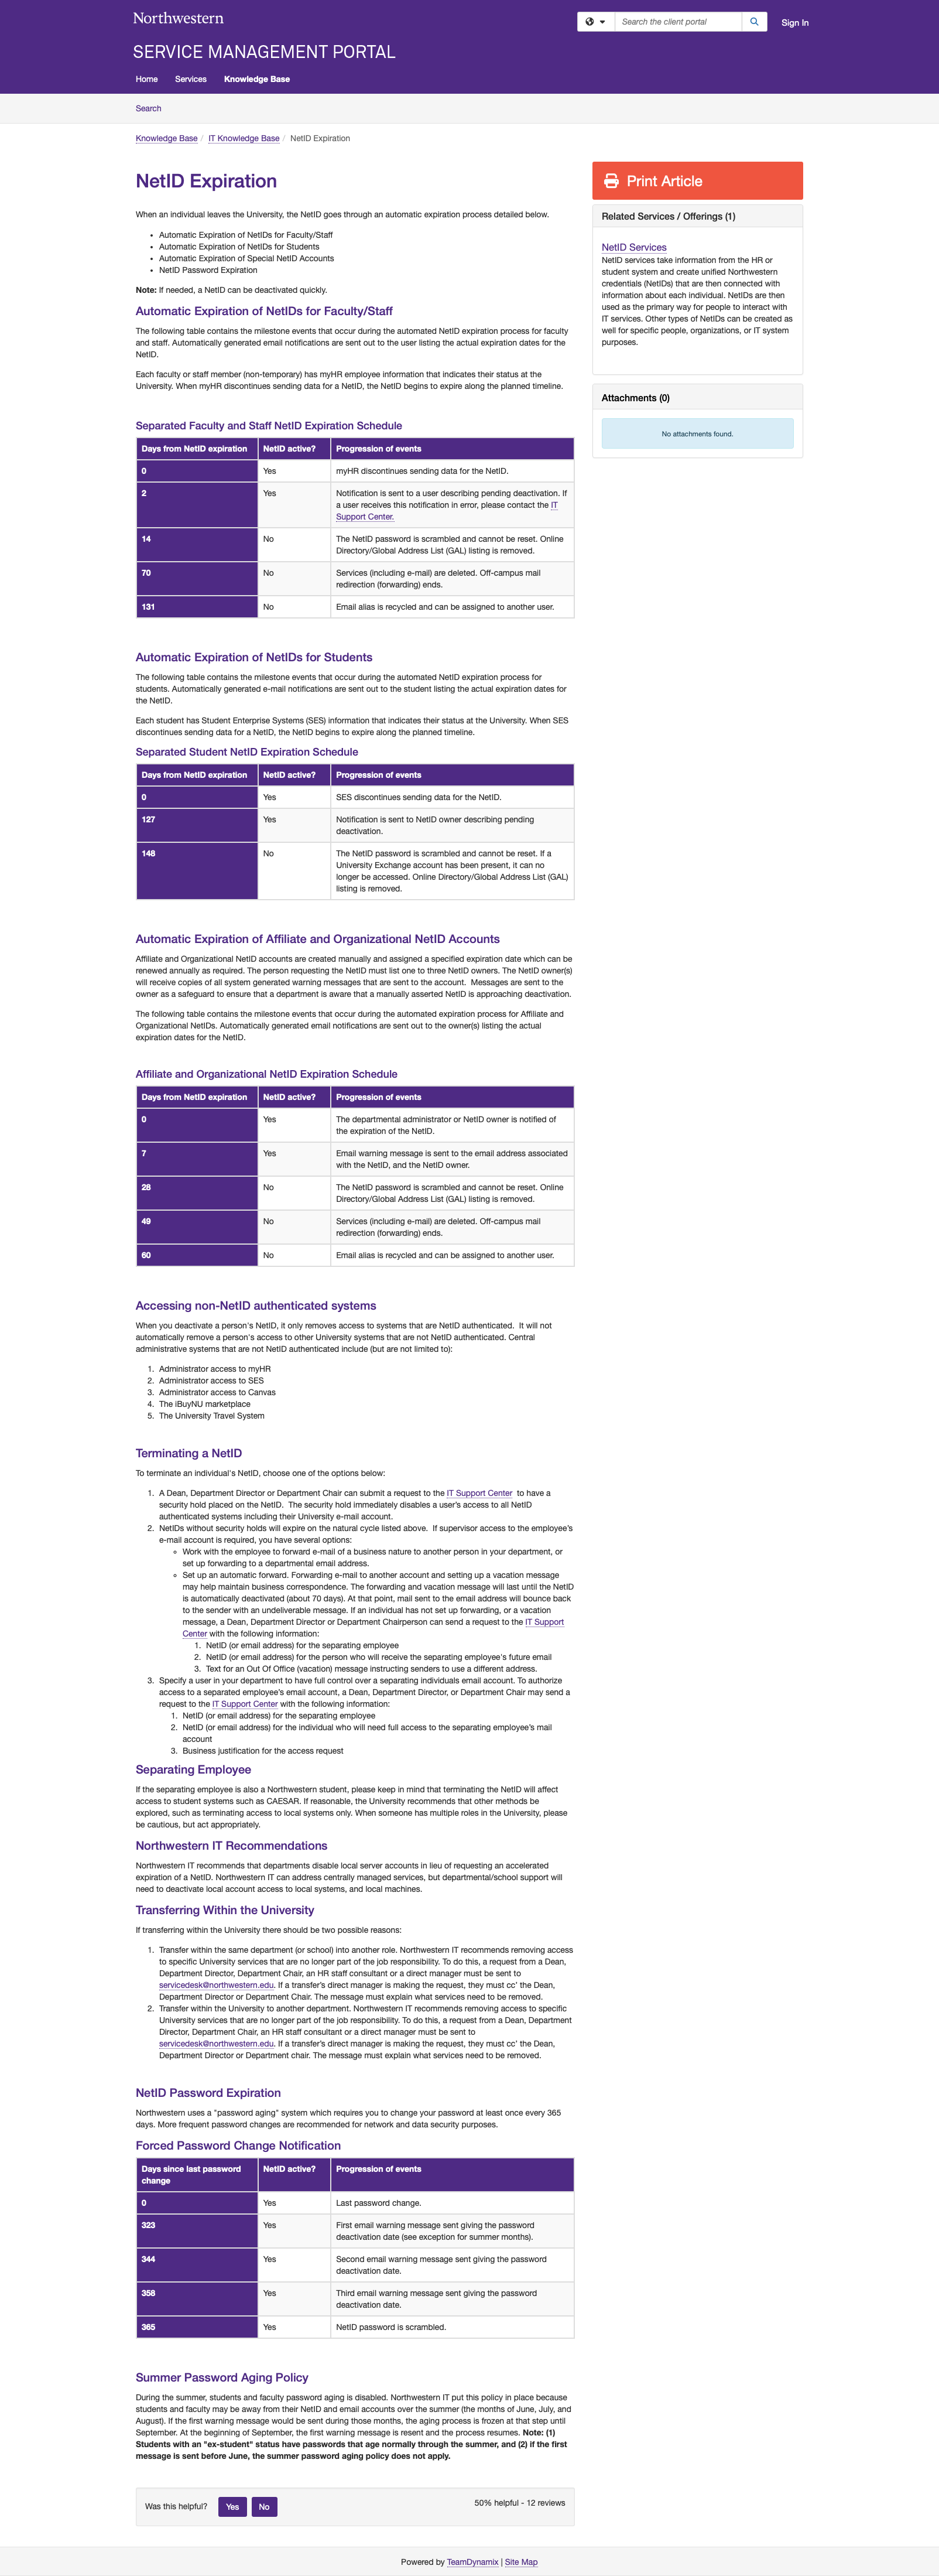 Northwestern
Search the client portal
Sign In
SERVICE MANAGEMENT PORTAL
Home
Services
Knowledge Base
Search
Knowledge Base / IT Knowledge Base / NetID Expiration
NetID Expiration
When an individual leaves the University, the NetID goes through an automatic expiration process detailed below.
• Automatic Expiration of NetIDs for Faculty/Staff
• Automatic Expiration of NetIDs for Students
• Automatic Expiration of Special NetID Accounts
• NetID Password Expiration
Note: If needed, a NetID can be deactivated quickly.
Automatic Expiration of NetIDs for Faculty/Staff
The following table contains the milestone events that occur during the automated NetID expiration process for faculty
and staff. Automatically generated email notifications are sent out to the user listing the actual expiration dates for the
NetID.
Each faculty or staff member (non-temporary) has myHR employee information that indicates their status at the
University. When myHR discontinues sending data for a NetID, the NetID begins to expire along the planned timeline.
Separated Faculty and Staff NetID Expiration Schedule
Days from NetID expiration NetID active? Progression of events
0 Yes myHR discontinues sending data for the NetID.
2 Yes Notification is sent to a user describing pending deactivation. If
a user receives this notification in error, please contact the IT
Support Center.
14 No The NetID password is scrambled and cannot be reset. Online
Directory/Global Address List (GAL) listing is removed.
70 No Services (including e-mail) are deleted. Off-campus mail
redirection (forwarding) ends.
131 No Email alias is recycled and can be assigned to another user.
Automatic Expiration of NetIDs for Students
The following table contains the milestone events that occur during the automated NetID expiration process for
students. Automatically generated e-mail notifications are sent out to the student listing the actual expiration dates for
the NetID.
Each student has Student Enterprise Systems (SES) information that indicates their status at the University. When SES
discontinues sending data for a NetID, the NetID begins to expire along the planned timeline.
Separated Student NetID Expiration Schedule
Days from NetID expiration NetID active? Progression of events
0 Yes SES discontinues sending data for the NetID.
127 Yes Notification is sent to NetID owner describing pending
deactivation.
148 No The NetID password is scrambled and cannot be reset. If a
University Exchange account has been present, it can no
longer be accessed. Online Directory/Global Address List (GAL)
listing is removed.
Automatic Expiration of Affiliate and Organizational NetID Accounts
Affiliate and Organizational NetID accounts are created manually and assigned a specified expiration date which can be
renewed annually as required. The person requesting the NetID must list one to three NetID owners. The NetID owner(s)
will receive copies of all system generated warning messages that are sent to the account. Messages are sent to the
owner as a safeguard to ensure that a department is aware that a manually asserted NetID is approaching deactivation.
The following table contains the milestone events that occur during the automated expiration process for Affiliate and
Organizational NetIDs. Automatically generated email notifications are sent out to the owner(s) listing the actual
expiration dates for the NetID.
Affiliate and Organizational NetID Expiration Schedule
Days from NetID expiration NetID active? Progression of events
0 Yes The departmental administrator or NetID owner is notified of
the expiration of the NetID.
7 Yes Email warning message is sent to the email address associated
with the NetID, and the NetID owner.
28 No The NetID password is scrambled and cannot be reset. Online
Directory/Global Address List (GAL) listing is removed.
49 No Services (including e-mail) are deleted. Off-campus mail
redirection (forwarding) ends.
60 No Email alias is recycled and can be assigned to another user.
Accessing non-NetID authenticated systems
When you deactivate a person's NetID, it only removes access to systems that are NetID authenticated. It will not
automatically remove a person's access to other University systems that are not NetID authenticated. Central
administrative systems that are not NetID authenticated include (but are not limited to):
1. Administrator access to myHR
2. Administrator access to SES
3. Administrator access to Canvas
4. The iBuyNU marketplace
5. The University Travel System
Terminating a NetID
To terminate an individual's NetID, choose one of the options below:
1. A Dean, Department Director or Department Chair can submit a request to the IT Support Center to have a
security hold placed on the NetID. The security hold immediately disables a user's access to all NetID
authenticated systems including their University e-mail account.
2. NetIDs without security holds will expire on the natural cycle listed above. If supervisor access to the employee's
e-mail account is required, you have several options:
Work with the employee to forward e-mail of a business nature to another person in your department, or
set up forwarding to a departmental email address.
Set up an automatic forward. Forwarding e-mail to another account and setting up a vacation message
may help maintain business correspondence. The forwarding and vacation message will last until the NetID
is automatically deactivated (about 70 days). At that point, mail sent to the email address will bounce back
to the sender with an undeliverable message. If an individual has not set up forwarding, or a vacation
message, a Dean, Department Director or Department Chairperson can send a request to the IT Support
Center with the following information:
1. NetID (or email address) for the separating employee
2. NetID (or email address) for the person who will receive the separating employee's future email
3. Text for an Out Of Office (vacation) message instructing senders to use a different address.
3. Specify a user in your department to have full control over a separating individuals email account. To authorize
access to a separated employee's email account, a Dean, Department Director, or Department Chair may send a
request to the IT Support Center with the following information:
1. NetID (or email address) for the separating employee
2. NetID (or email address) for the individual who will need full access to the separating employee's mail
account
3. Business justification for the access request
Separating Employee
If the separating employee is also a Northwestern student, please keep in mind that terminating the NetID will affect
access to student systems such as CAESAR. If reasonable, the University recommends that other methods be
explored, such as terminating access to local systems only. When someone has multiple roles in the University, please
be cautious, but act appropriately.
Northwestern IT Recommendations
Northwestern IT recommends that departments disable local server accounts in lieu of requesting an accelerated
expiration of a NetID. Northwestern IT can address centrally managed services, but departmental/school support will
need to deactivate local account access to local systems, and local machines.
Transferring Within the University
If transferring within the University there should be two possible reasons:
1. Transfer within the same department (or school) into another role. Northwestern IT recommends removing access
to specific University services that are no longer part of the job responsibility. To do this, a request from a Dean,
Department Director, Department Chair, an HR staff consultant or a direct manager must be sent to
servicedesk@northwestern.edu. If a transfer's direct manager is making the request, they must cc' the Dean,
Department Director or Department Chair. The message must explain what services need to be removed.
2. Transfer within the University to another department. Northwestern IT recommends removing access to specific
University services that are no longer part of the job responsibility. To do this, a request from a Dean, Department
Director, Department Chair, an HR staff consultant or a direct manager must be sent to
servicedesk@northwestern.edu. If a transfer's direct manager is making the request, they must cc' the Dean,
Department Director or Department chair. The message must explain what services need to be removed.
NetID Password Expiration
Northwestern uses a "password aging" system which requires you to change your password at least once every 365
days. More frequent password changes are recommended for network and data security purposes.
Forced Password Change Notification
Days since last password
change NetID active? Progression of events
0 Yes Last password change.
323 Yes First email warning message sent giving the password
deactivation date (see exception for summer months).
344 Yes Second email warning message sent giving the password
deactivation date.
358 Yes Third email warning message sent giving the password
deactivation date.
365 Yes NetID password is scrambled.
Summer Password Aging Policy
During the summer, students and faculty password aging is disabled. Northwestern IT put this policy in place because
students and faculty may be away from their NetID and email accounts over the summer (the months of June, July, and
August). If the first warning message would be sent during those months, the aging process is frozen at that step until
September. At the beginning of September, the first warning message is resent and the process resumes. Note: (1)
Students with an "ex-student" status have passwords that age normally through the summer, and (2) if the first
message is sent before June, the summer password aging policy does not apply.
Was this helpful? Yes No
50% helpful - 12 reviews
Print Article
Related Services / Offerings (1)
NetID Services
NetID services take information from the HR or
student system and create unified Northwestern
credentials (NetIDs) that are then connected with
information about each individual. NetIDs are then
used as the primary way for people to interact with
IT services. Other types of NetIDs can be created as
well for specific people, organizations, or IT system
purposes.
Attachments (0)
No attachments found.
Powered by TeamDynamix | Site Map